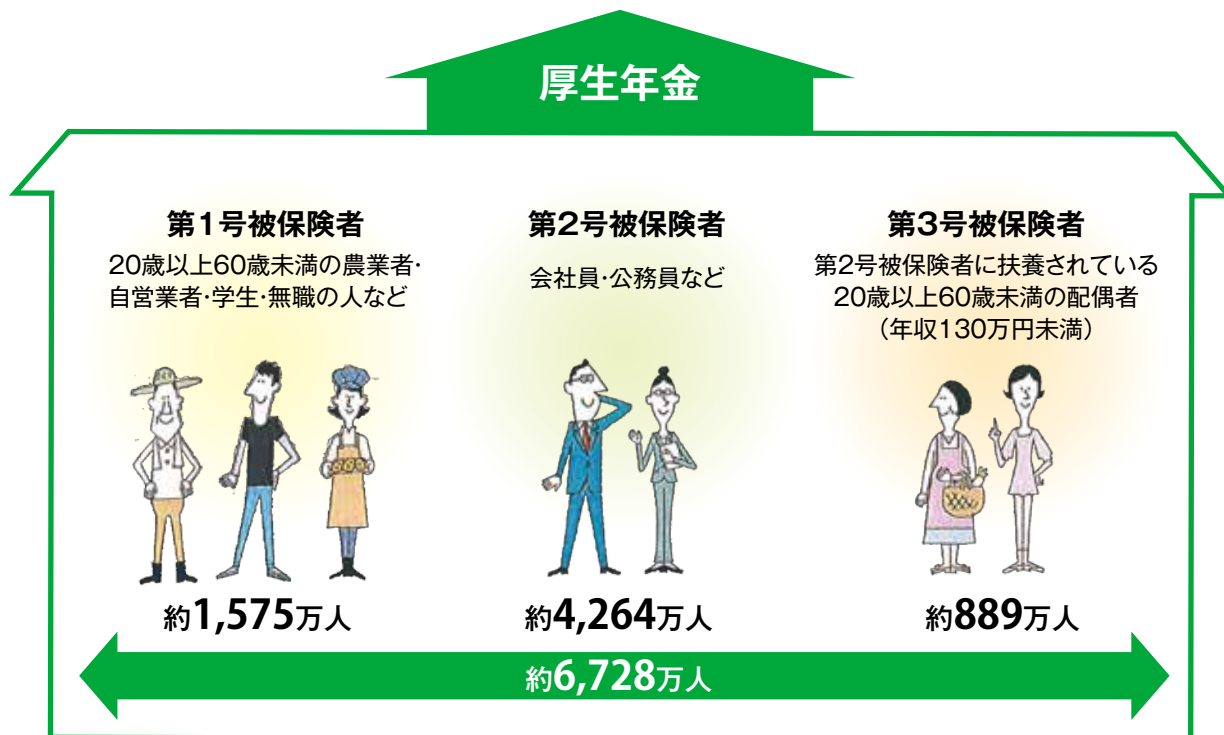 厚生年金
第1号被保険者
20歳以上60歳未満の農業者・
自営業者・学生・無職の人など
約1,575万人
第2号被保険者
会社員・公務員など
約4,264万人
第3号被保険者
第2号被保険者に扶養されている
20歳以上60歳未満の配偶者
（年収130万円未満）
約889万人
約6,728万人